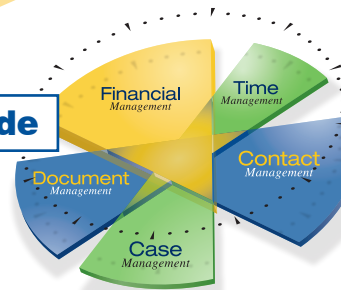 Financial
Management
Time
Management
de
Contact
Management
Document
Management
Case
Management